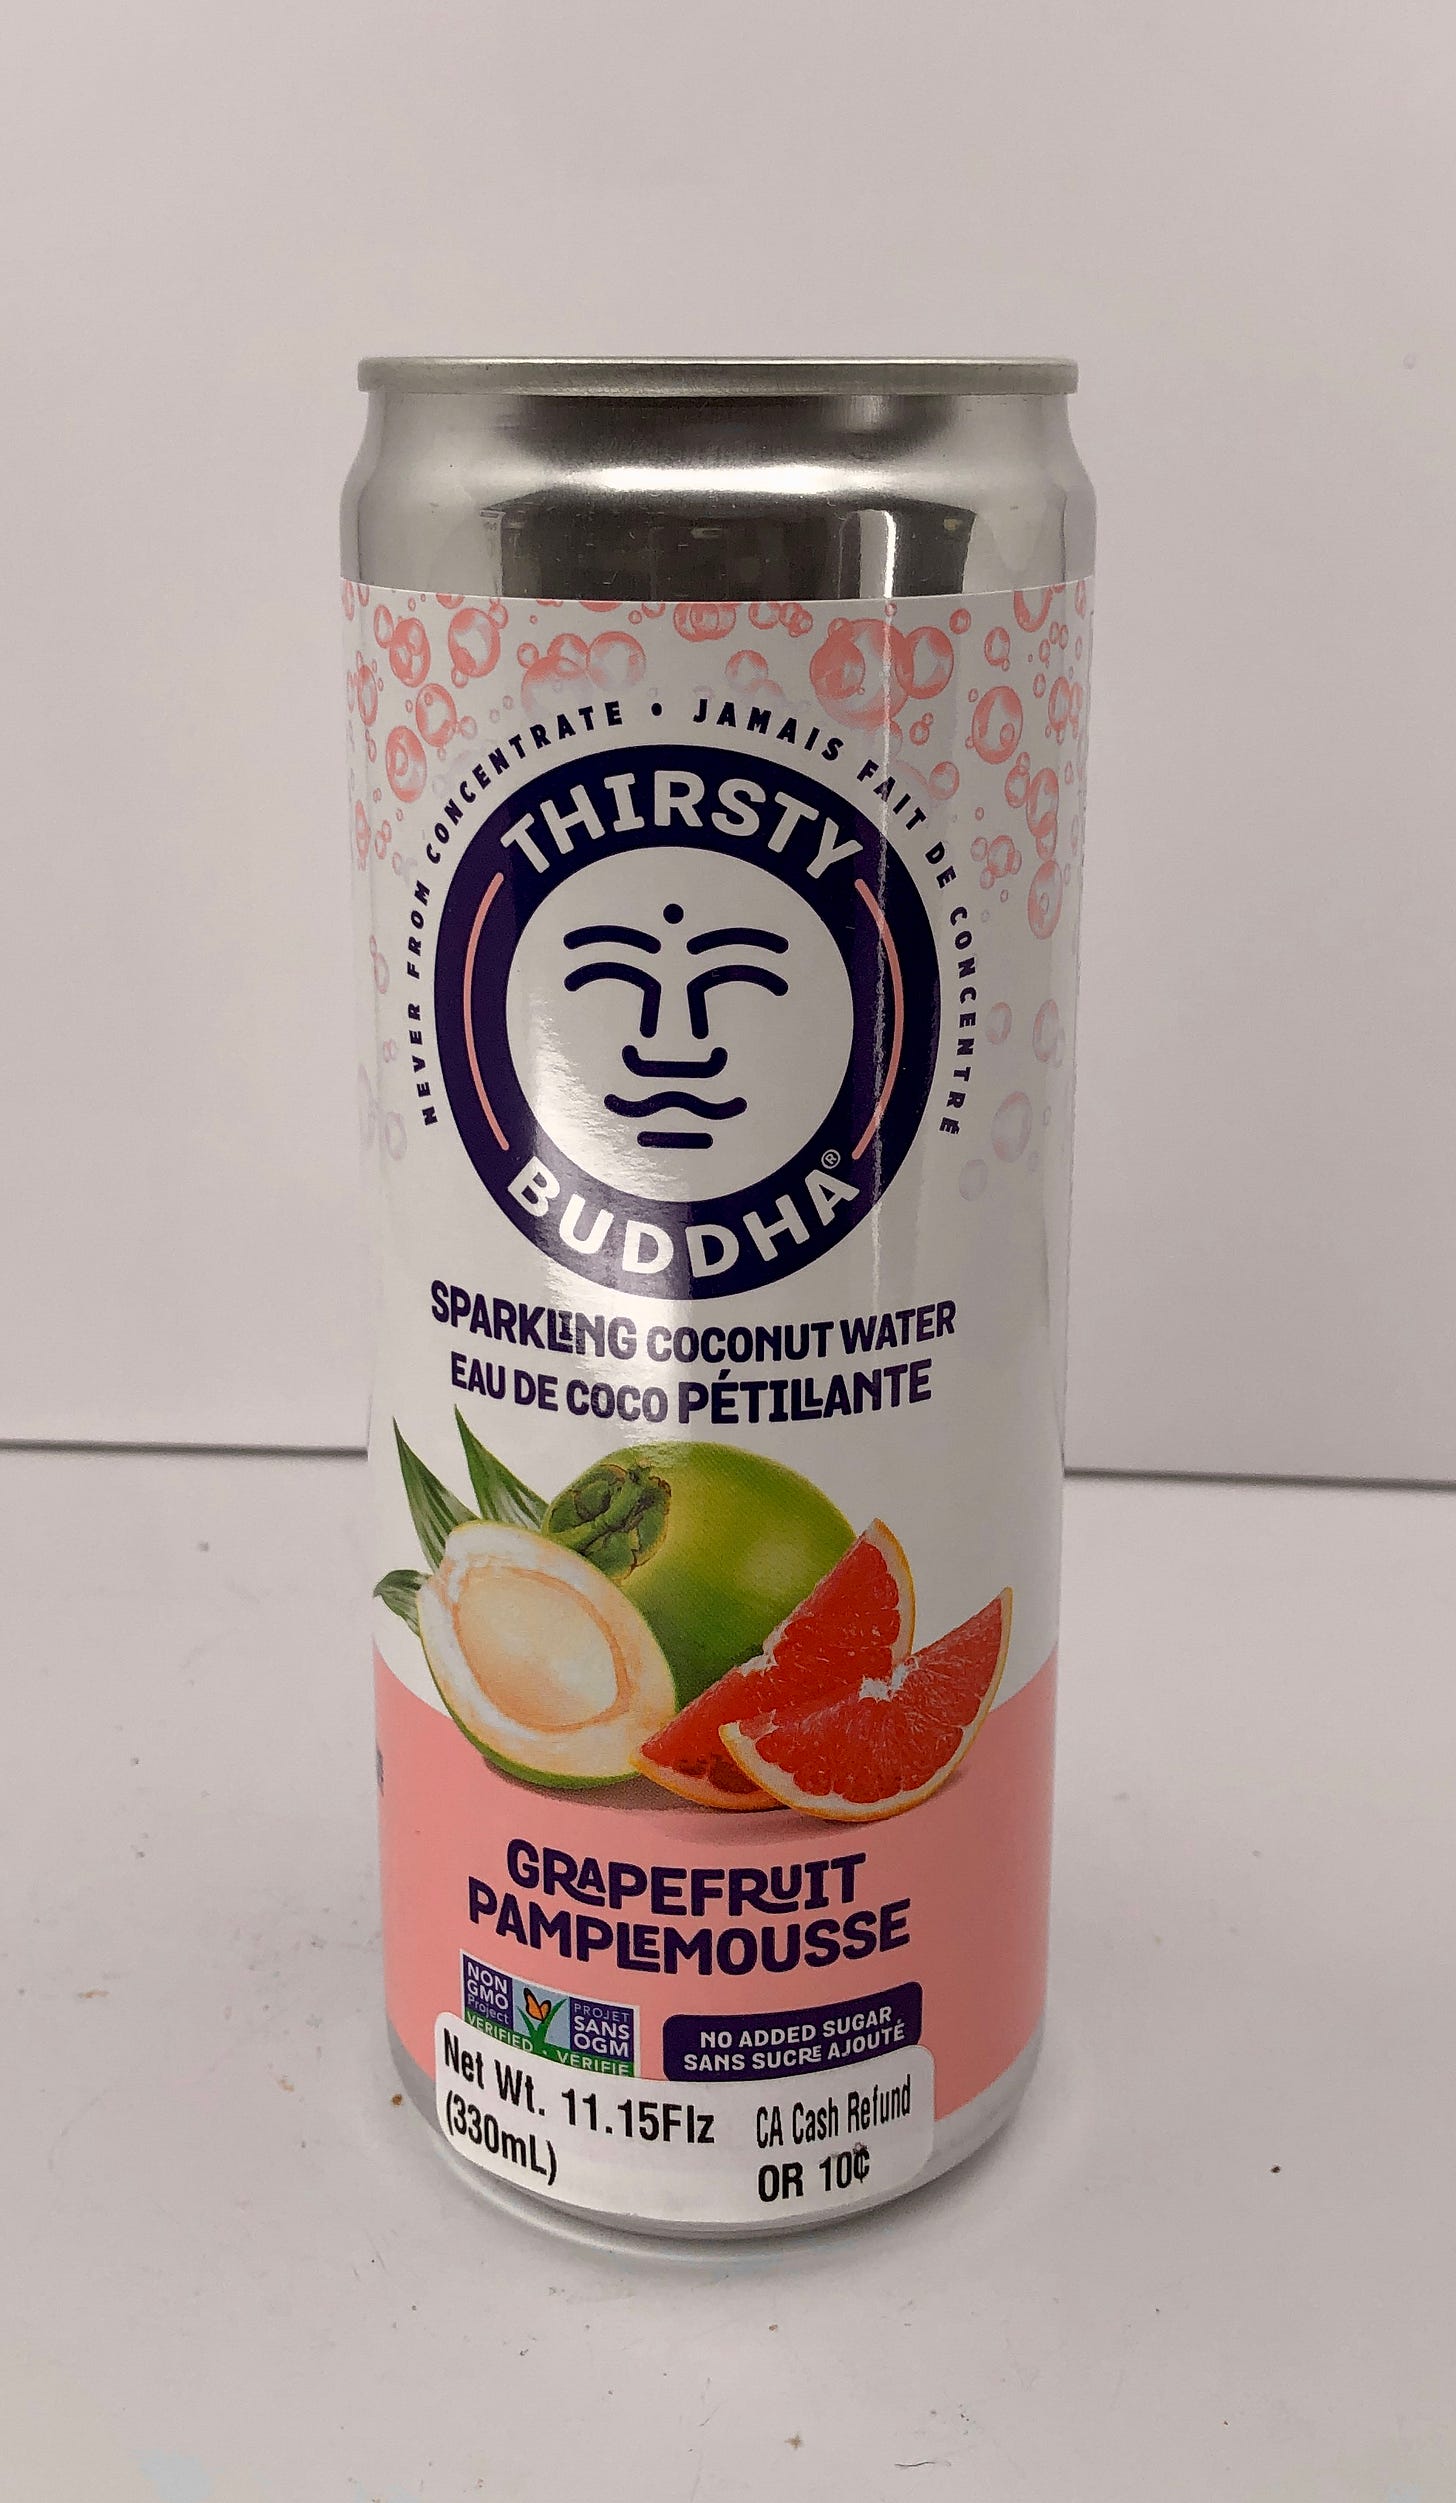 NEVER FROM CONCENTRATE • JAMAIS FAIT DE CONCENTRÉ
THIRSTY
BUDDHA®
SPARKLING COCONUT WATER
EAU DE COCO PÉTILLANTE
GRAPEFRUIT
PAMPLEMOUSSE
NON
GMO
Project
VERIFIED • VÉRIFIÉ
PROJET
SANS
OGM
NO ADDED SUGAR
SANS SUCRE AJOUTÉ
Net Wt. 11.15Flz
(330mL)
CA Cash Refund
OR 10¢